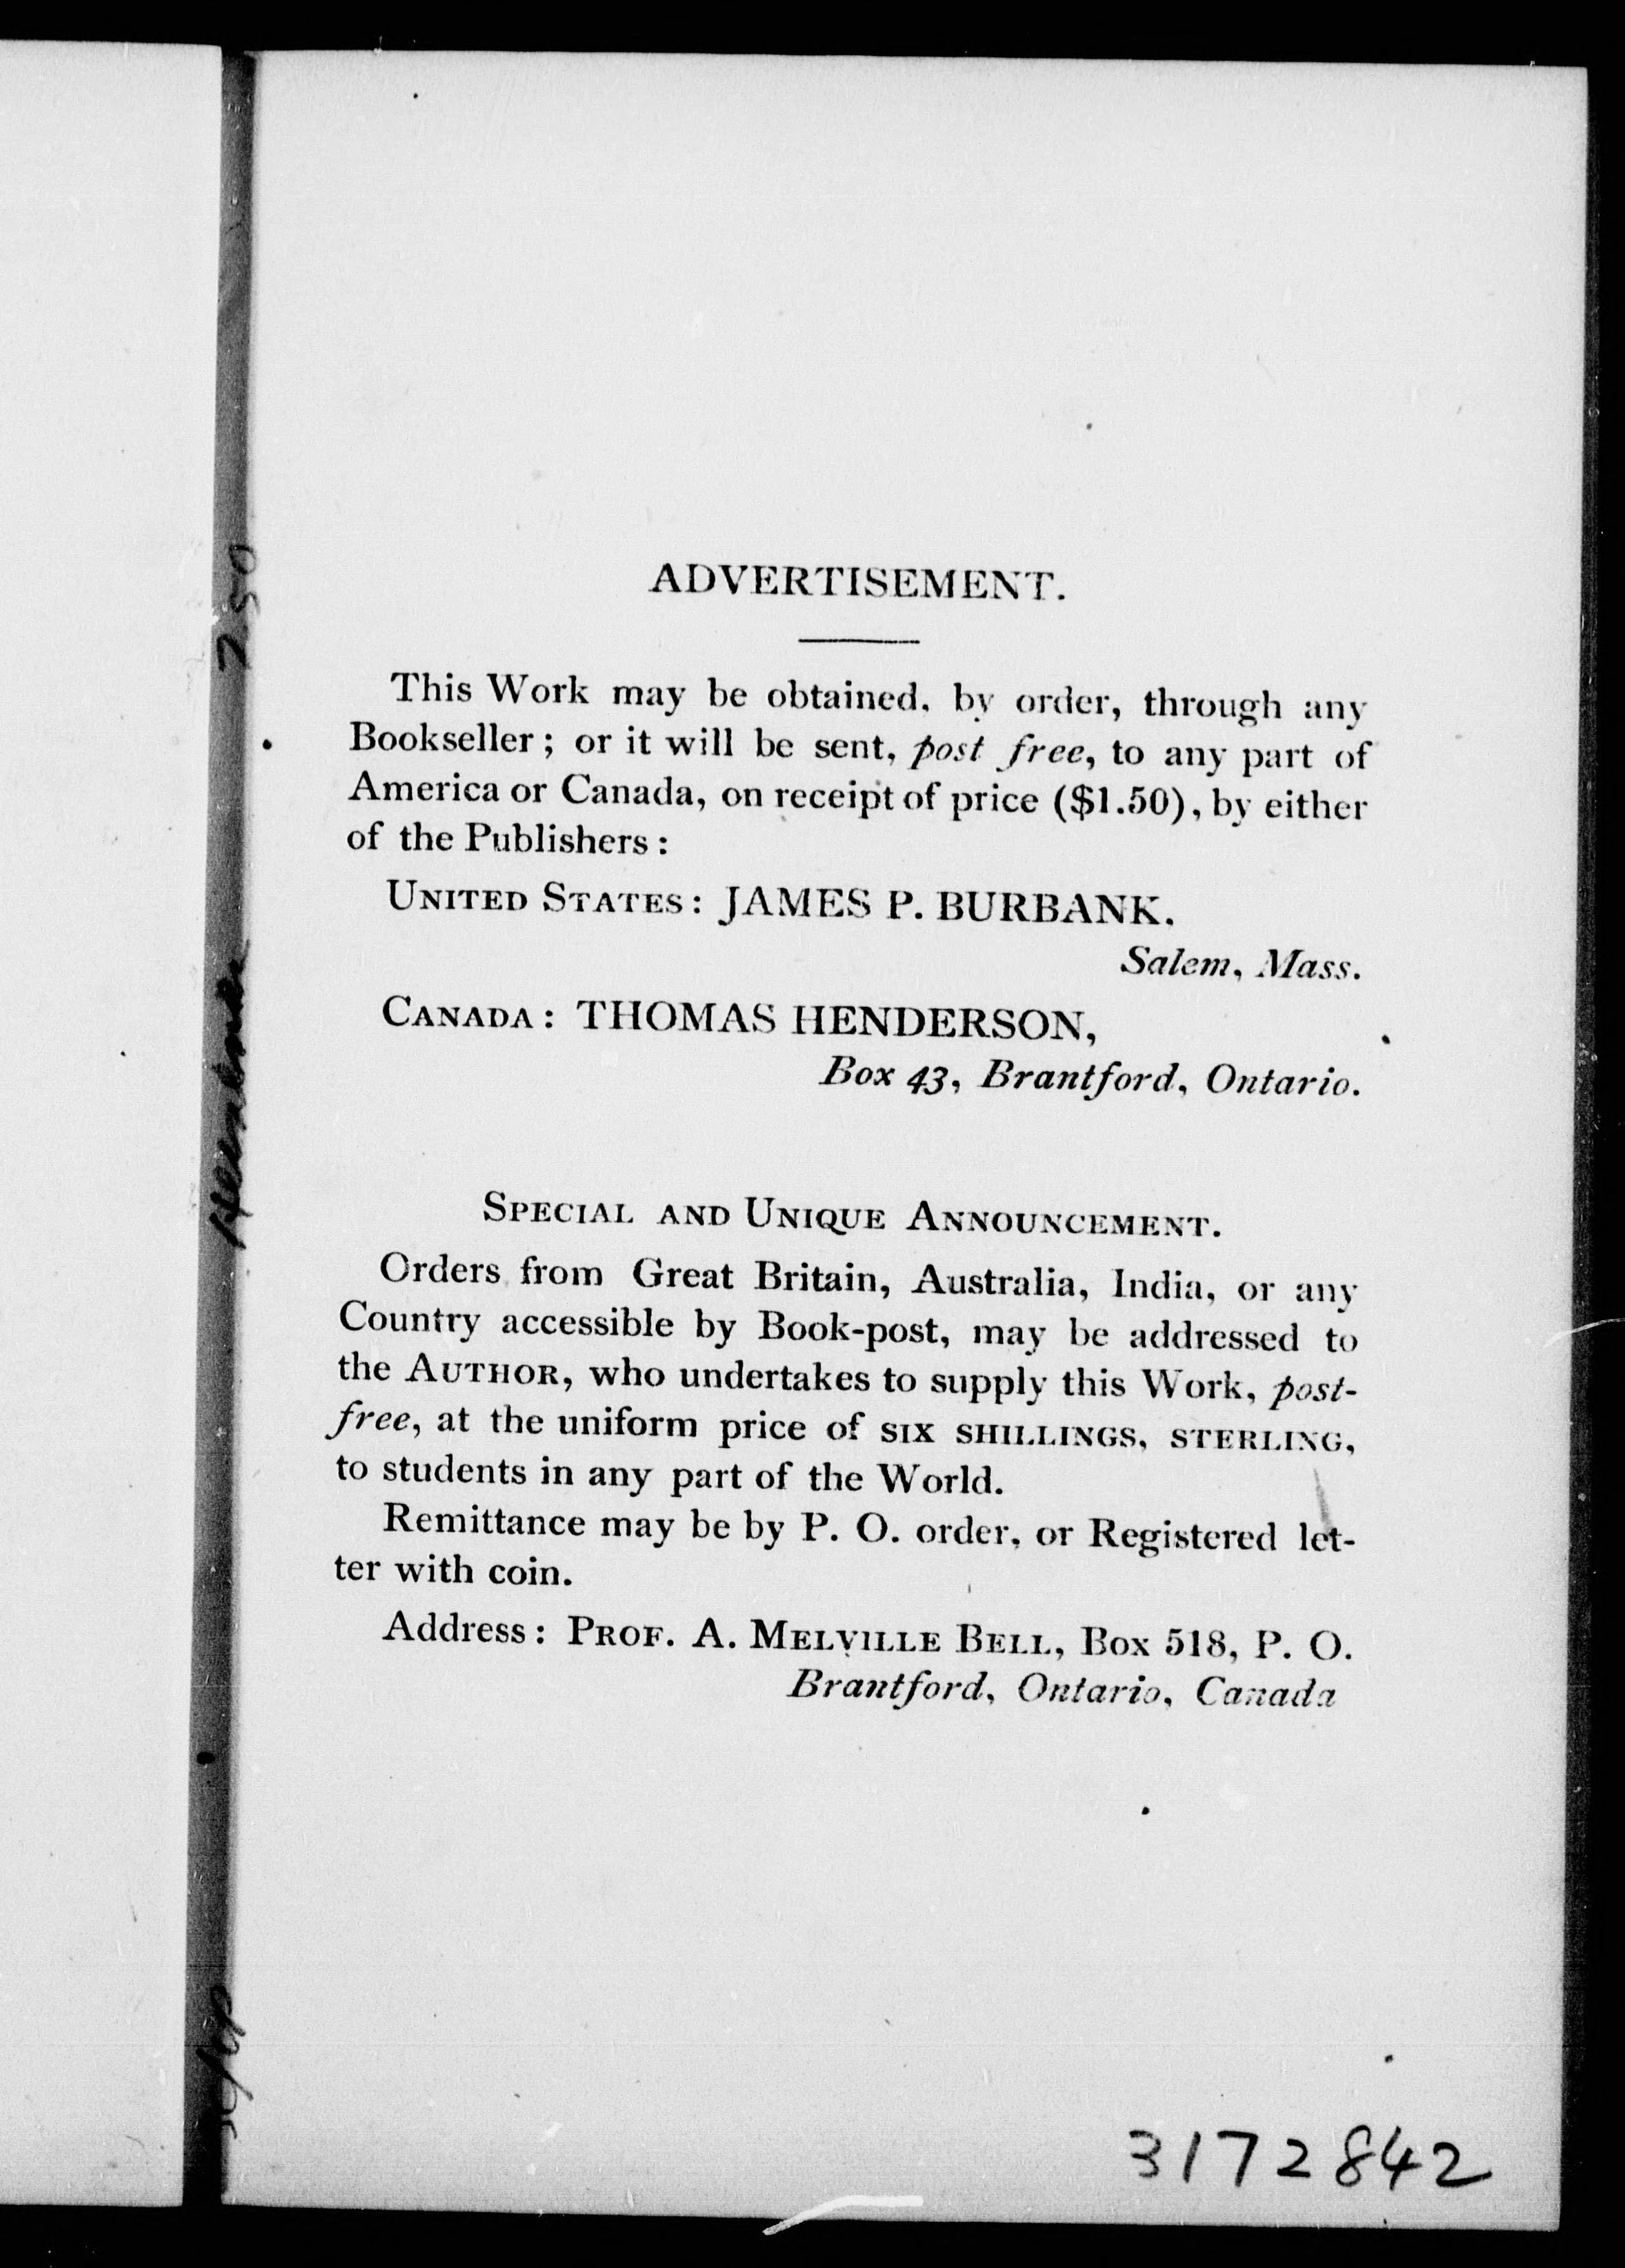 ADVERTISEMENT.
This Work may be obtained, by order, through any
Bookseller; or it will be sent, post free, to any part of
America or Canada, on receipt of price ($1.50), by either
of the Publishers:
UNITED STATES: JAMES P. BURBANK.
Salem, Mass.
CANADA: THOMAS HENDERSON,
Box 43, Brantford, Ontario.
SPECIAL AND UNIQUE ANNOUNCEMENT.
Orders from Great Britain, Australia, India, or any
Country accessible by Book-post, may be addressed to
the AUTHOR, who undertakes to supply this Work, post-
free, at the uniform price of SIX SHILLINGS, STERLING,
to students in any part of the World.
Remittance may be by P. O. order, or Registered let-
ter with coin.
Address: PROF. A. MELVILLE BELL, Box 518, P. O.
Brantford, Ontario, Canada
3172842